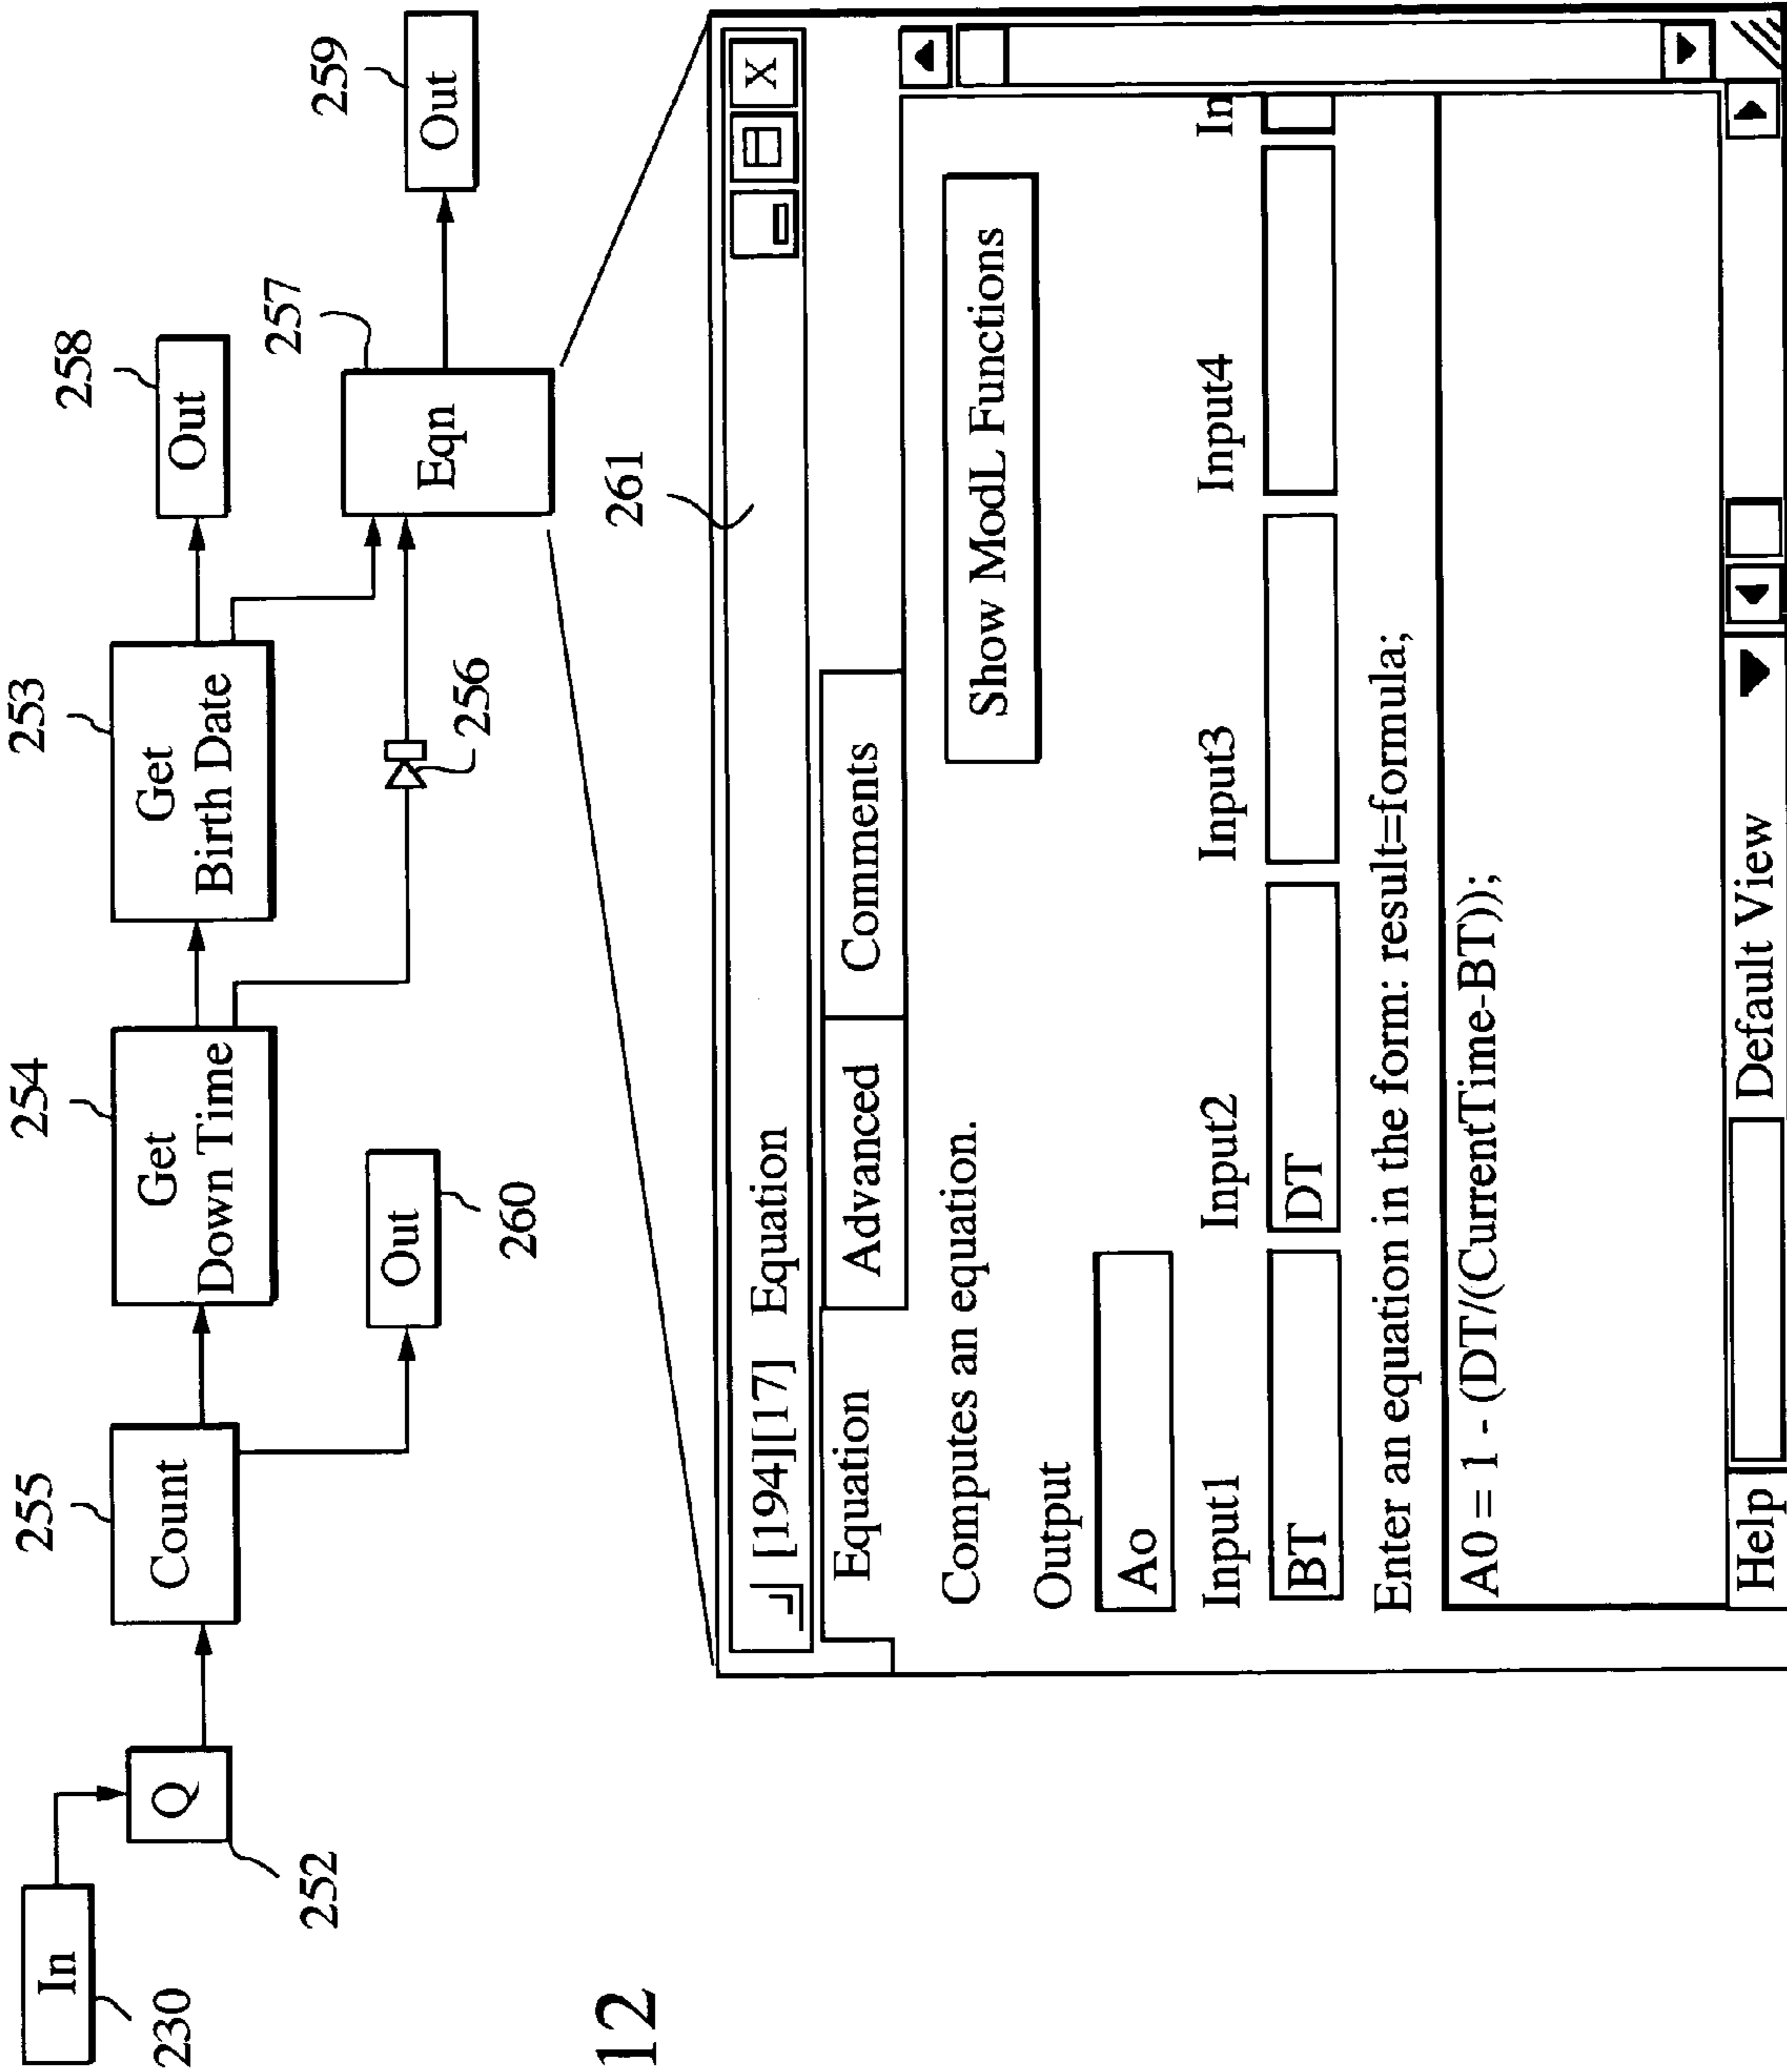 In
230
Q
252
255
Count
254
Get
Down Time
253
Get
Birth Date
258
Out
259
Out
260
Out
256
257
Eqn
261
12
[194][17] Equation
X
Equation
Advanced
Comments
Computes an equation.
Show ModL Functions
Output
Ao
Input1
Input2
Input3
Input4
In
BT
DT
Enter an equation in the form: result=formula;
A0 = 1 - (DT/(CurrentTime-BT));
Help
Default View